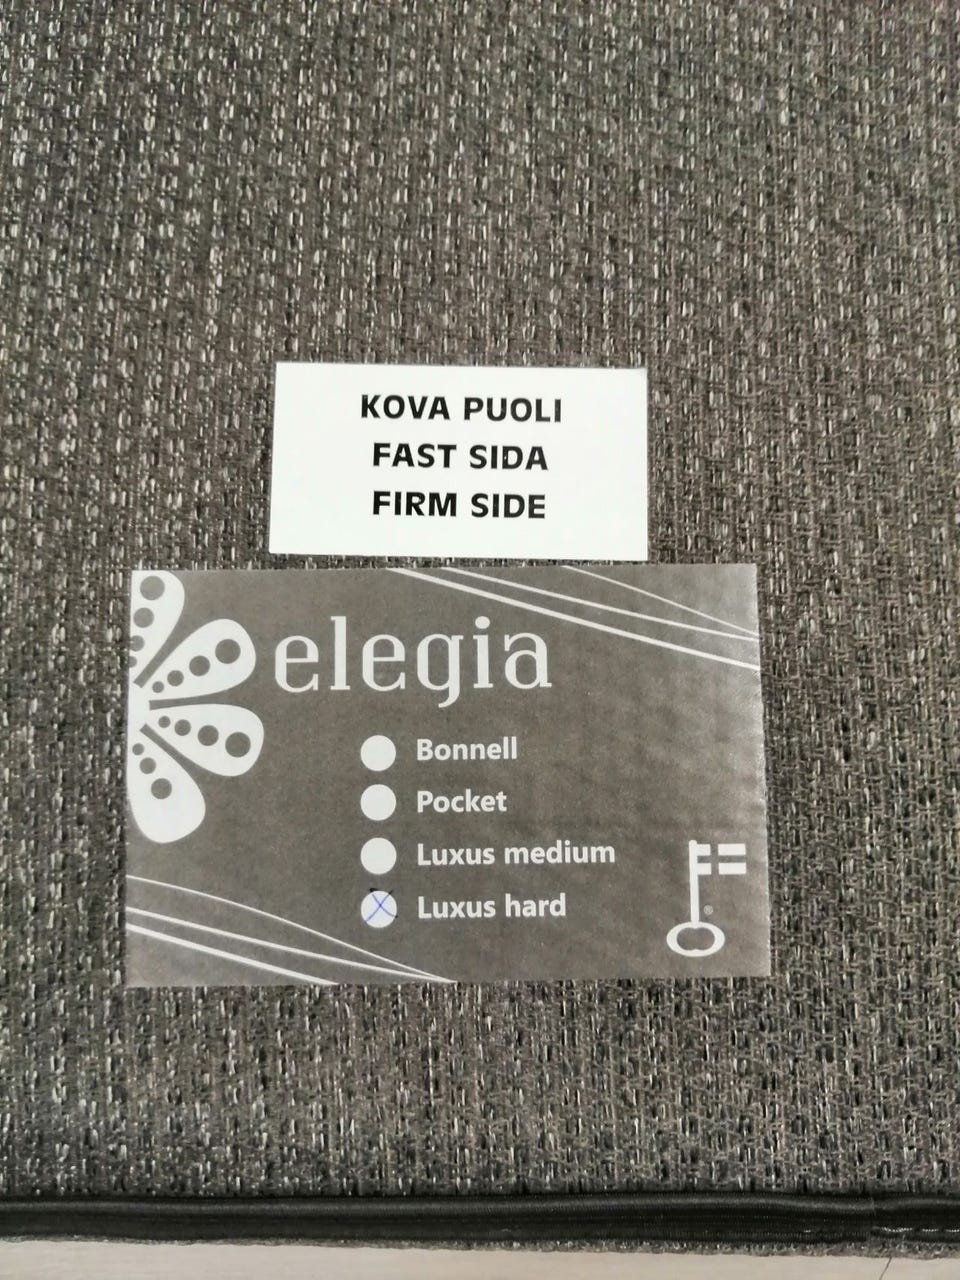 KOVA PUOLI
FAST SIDA
FIRM SIDE
elegia
Bonnell
Pocket
Luxus medium
Luxus hard
®